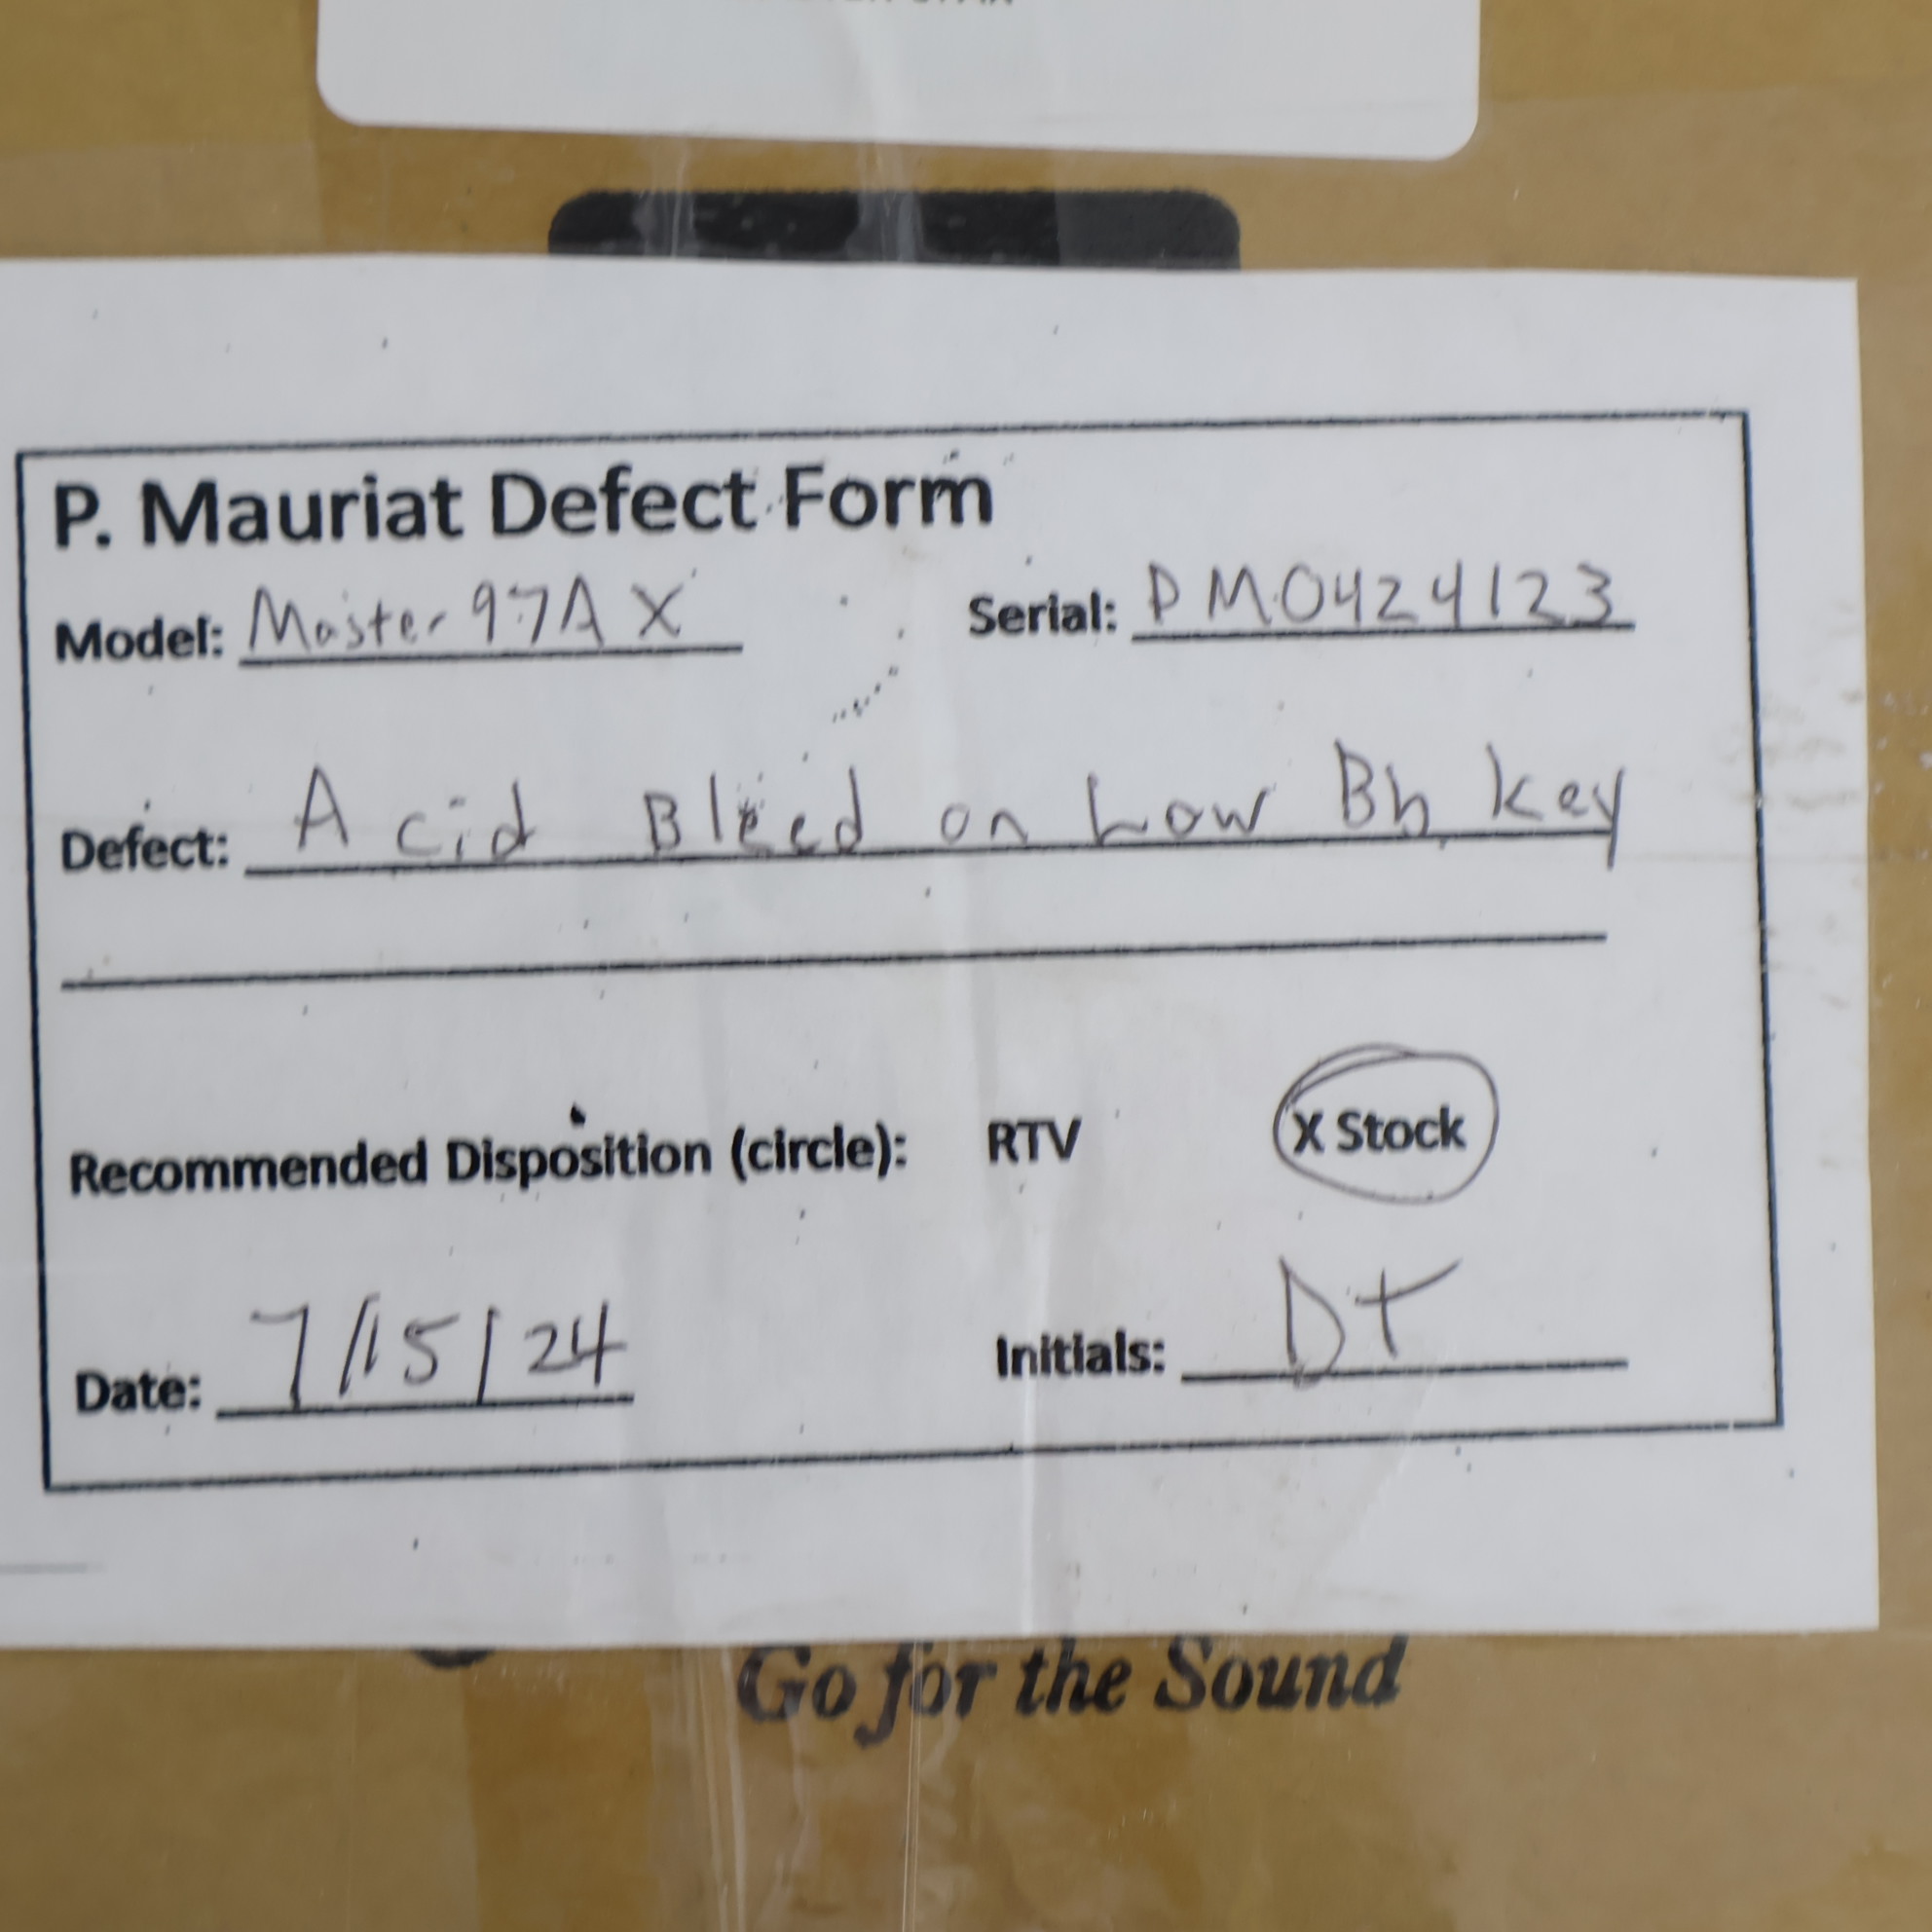 P. Mauriat Defect Form
Model: Master 97AX Serial: PM0424123
Defect: Acid Bleed on Low Bb key
Recommended Disposition (circle): RTV X Stock
Date: 7/15/24 Initials: DT
Go for the Sound